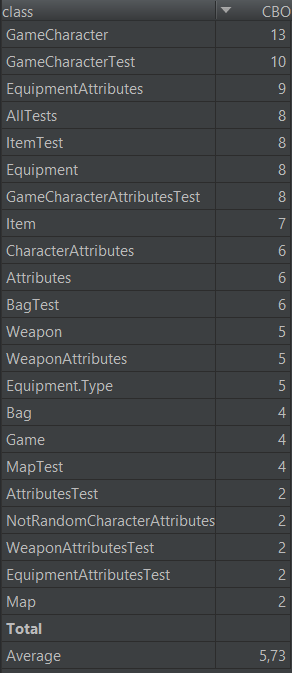 class CBO
GameCharacter 13
GameCharacterTest 10
EquipmentAttributes 9
AllTests 8
ItemTest 8
Equipment 8
GameCharacterAttributesTest 8
Item 7
CharacterAttributes 6
Attributes 6
BagTest 6
Weapon 5
WeaponAttributes 5
Equipment.Type 5
Bag 4
Game 4
MapTest 4
AttributesTest 2
NotRandomCharacterAttributes 2
WeaponAttributesTest 2
EquipmentAttributesTest 2
Map 2
Total
Average 5,73